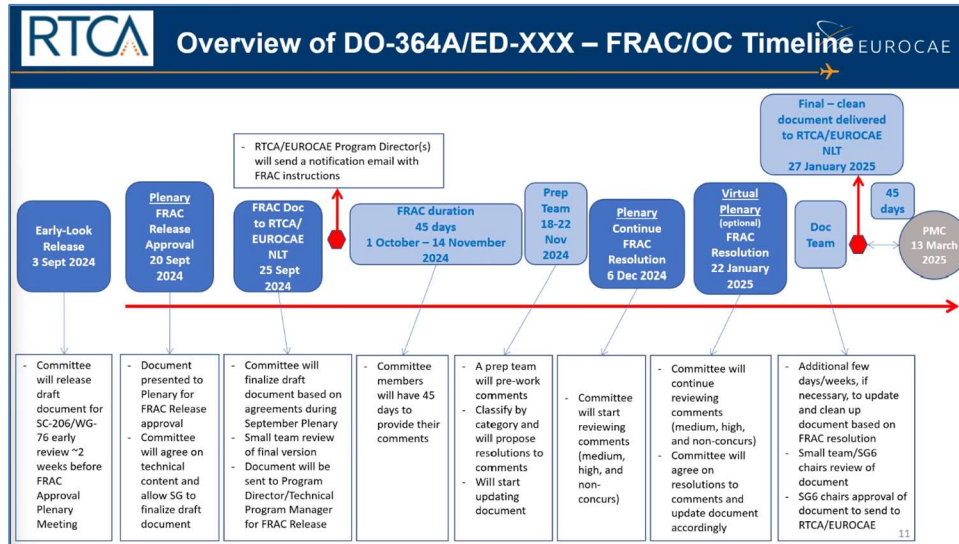 RTCA
Overview of DO-364A/ED-XXX – FRAC/OC Timeline
EUROCAE
Final – clean
document delivered
to RTCA/EUROCAE
NLT
27 January 2025
- RTCA/EUROCAE Program Director(s)
will send a notification email with
FRAC instructions
Early-Look
Release
3 Sept 2024
Plenary
FRAC
Release
Approval
20 Sept
2024
FRAC Doc
to RTCA/
EUROCAE
NLT
25 Sept
2024
FRAC duration
45 days
1 October – 14 November
2024
Prep
Team
18-22
Nov
2024
Plenary
Continue
FRAC
Resolution
6 Dec 2024
Virtual
Plenary
(optional)
FRAC
Resolution
22 January
2025
Doc
Team
45
days
PMC
13 March
2025
- Committee
will release
draft
document for
SC-206/WG-
76 early
review ~2
weeks before
FRAC
Approval
Plenary
Meeting
- Document
presented to
Plenary for
FRAC Release
approval
- Committee
will agree on
technical
content and
allow SG to
finalize draft
document
- Committee will
finalize draft
document based on
agreements during
September Plenary
- Small team review
of final version
- Document will be
sent to Program
Director/Technical
Program Manager
for FRAC Release
- Committee
members
will have 45
days to
provide their
comments
- A prep team
will pre-work
comments
- Classify by
category and
will propose
resolutions to
comments
- Will start
updating
document
- Committee
will start
reviewing
comments
(medium,
high, and
non-
concurs)
- Committee will
continue
reviewing
comments
(medium, high,
and non-concurs)
- Committee will
agree on
resolutions to
comments and
update document
accordingly
- Additional few
days/weeks, if
necessary, to update
and clean up
document based on
FRAC resolution
- Small team/SG6
chairs review of
document
- SG6 chairs approval of
document to send to
RTCA/EUROCAE
11